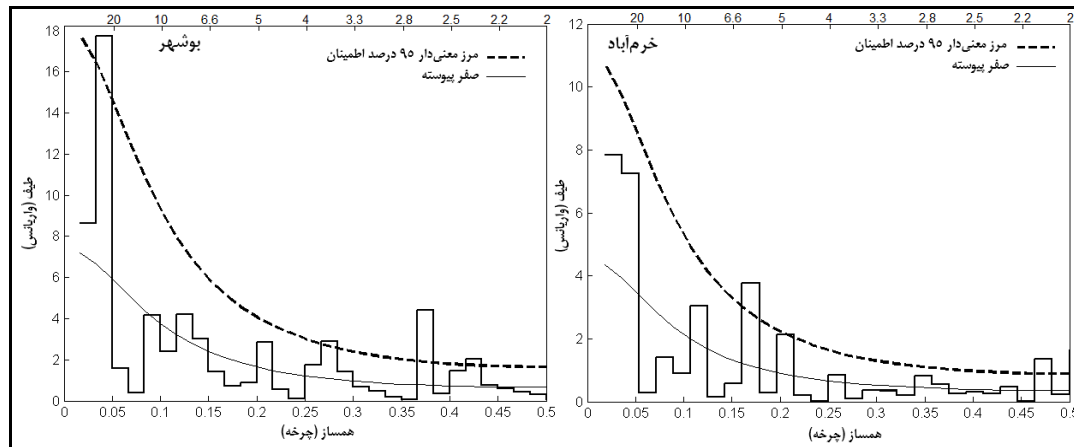 20 10 6.6 5 4 3.3 2.8 2.5 2.2 2
بوشهر
مرز معنی‌دار ۹۵ درصد اطمینان
صفر پیوسته
طیف (واریانس)
18
16
14
12
10
8
6
4
2
0
0 0.05 0.1 0.15 0.2 0.25 0.3 0.35 0.4 0.45 0.5
همساز (چرخه)
20 10 6.6 5 4 3.3 2.8 2.5 2.2 2
خرم‌آباد
مرز معنی‌دار ۹۵ درصد اطمینان
صفر پیوسته
طیف (واریانس)
12
10
8
6
4
2
0
0 0.05 0.1 0.15 0.2 0.25 0.3 0.35 0.4 0.45 0.5
همساز (چرخه)